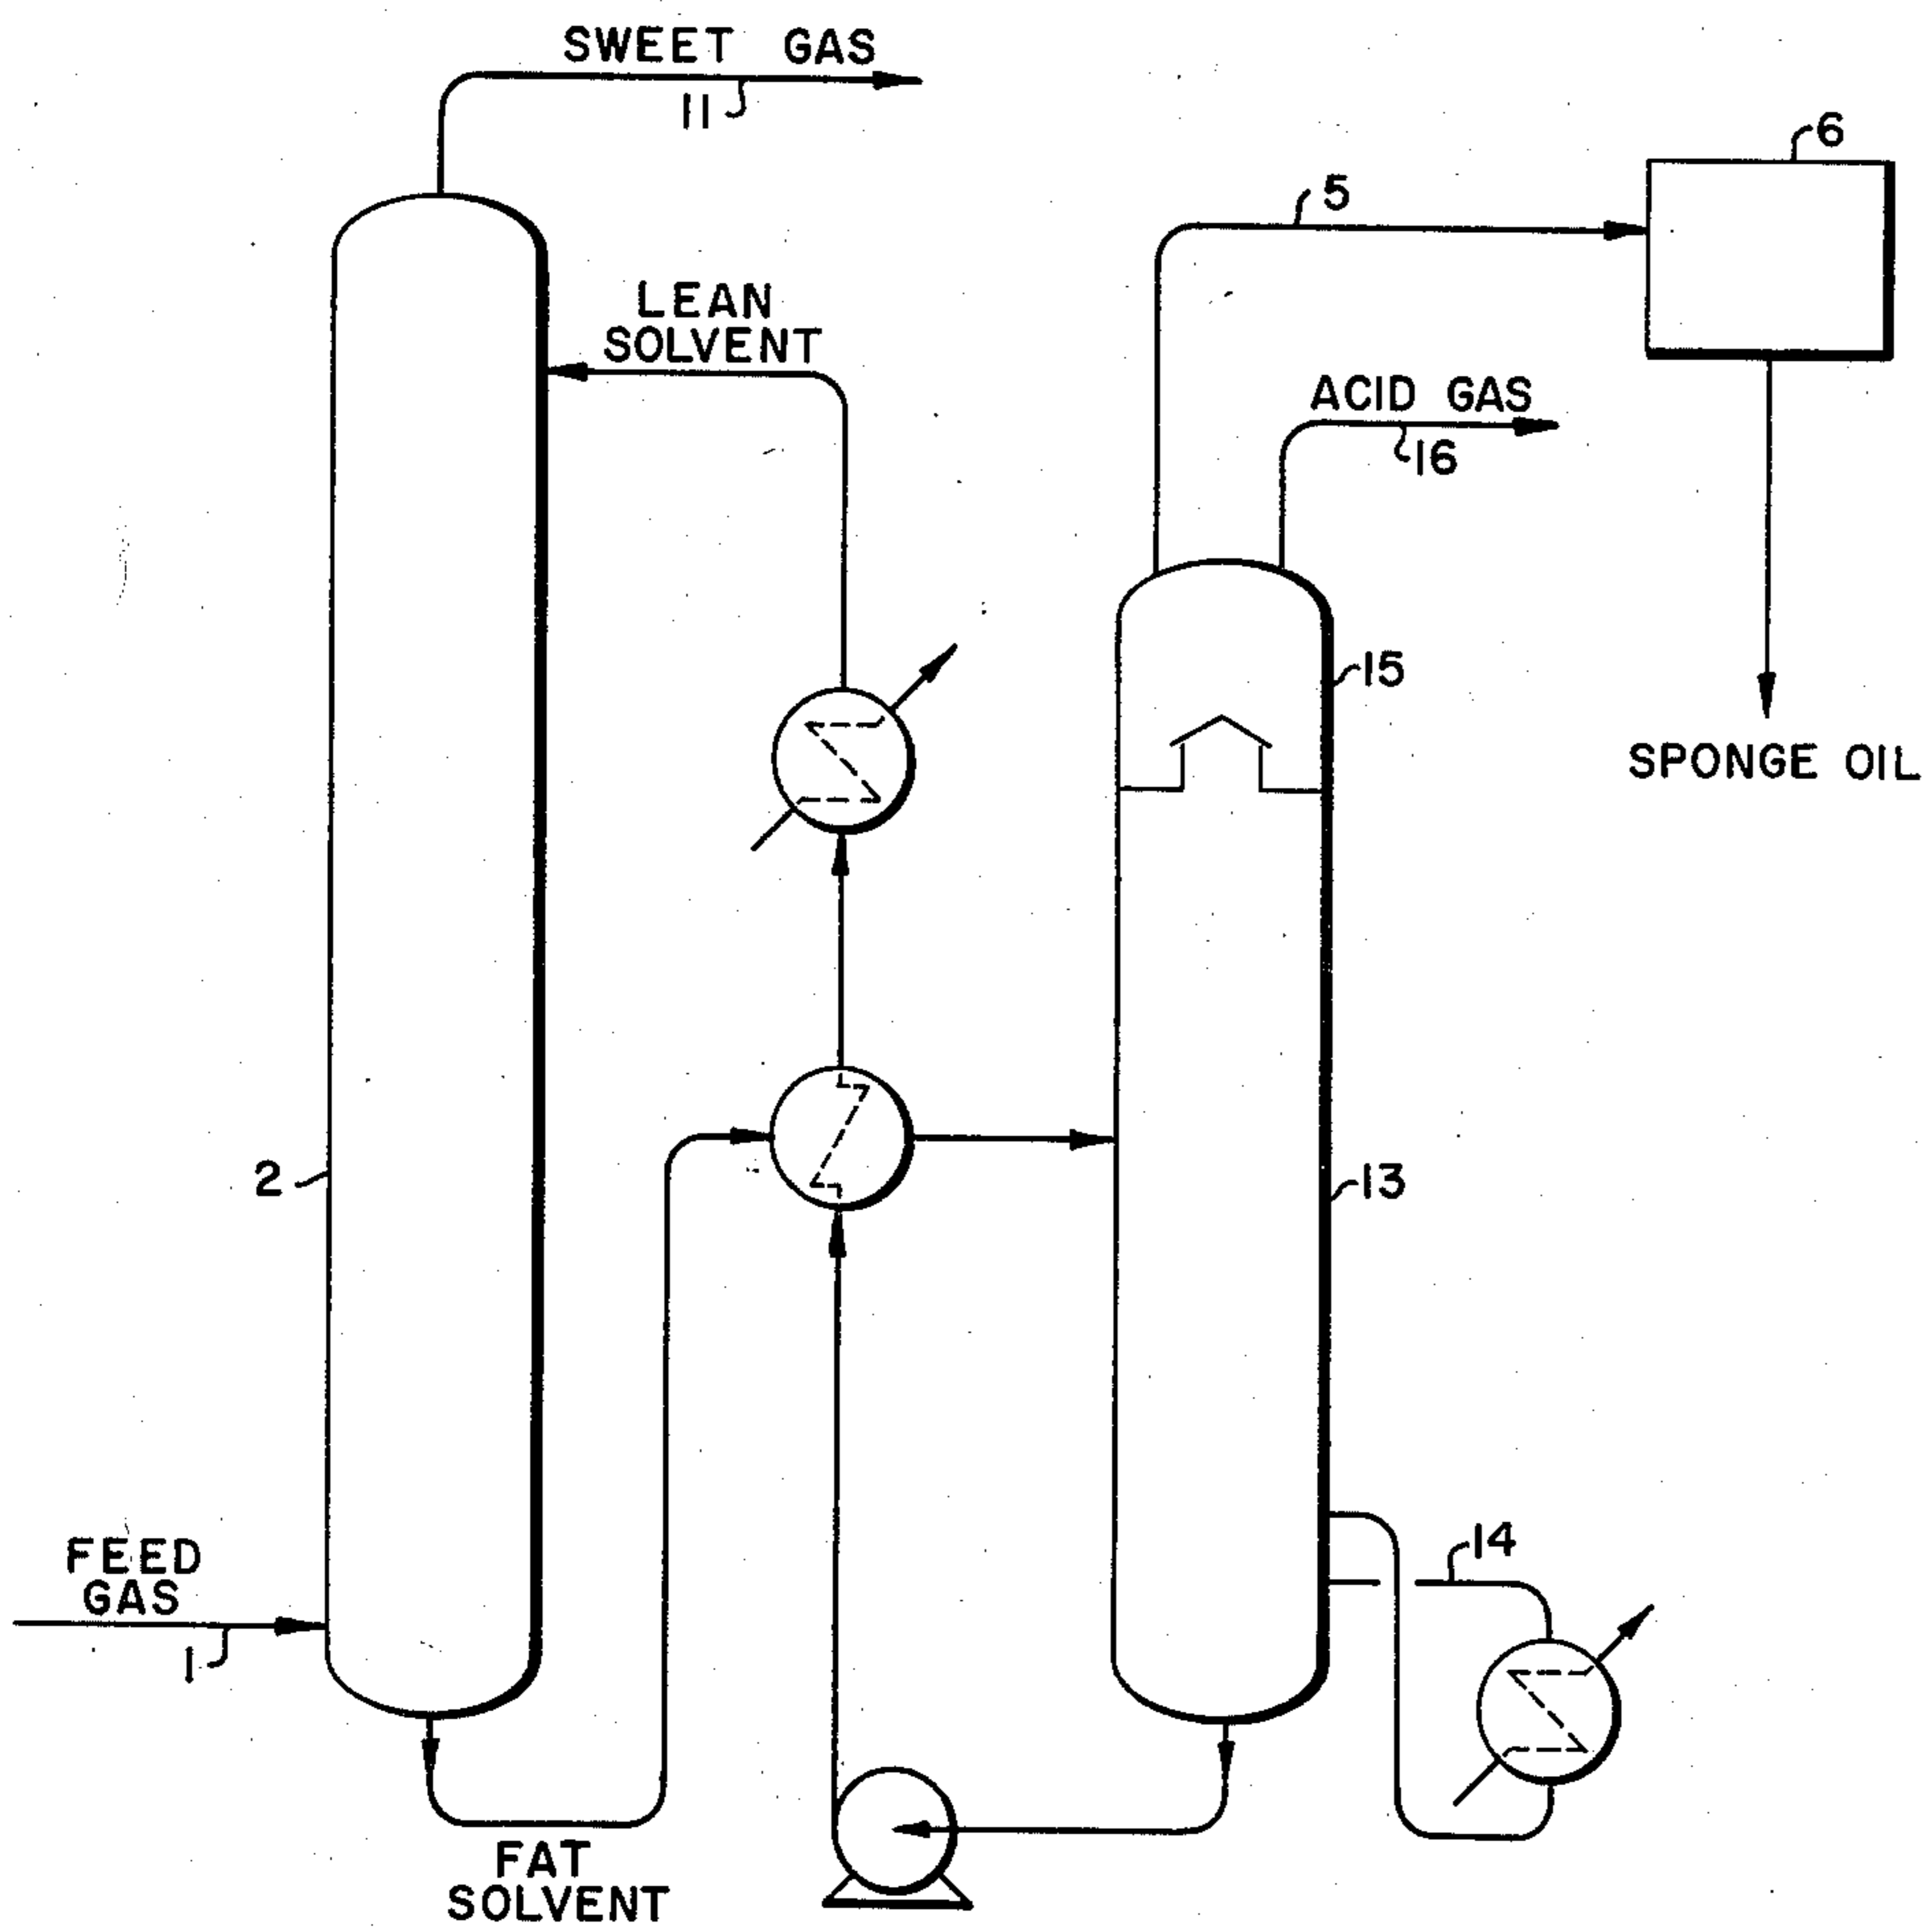 SWEET GAS
11
6
5
LEAN
SOLVENT
ACID GAS
16
15
SPONGE OIL
2
13
FEED
GAS
14
1
FAT
SOLVENT